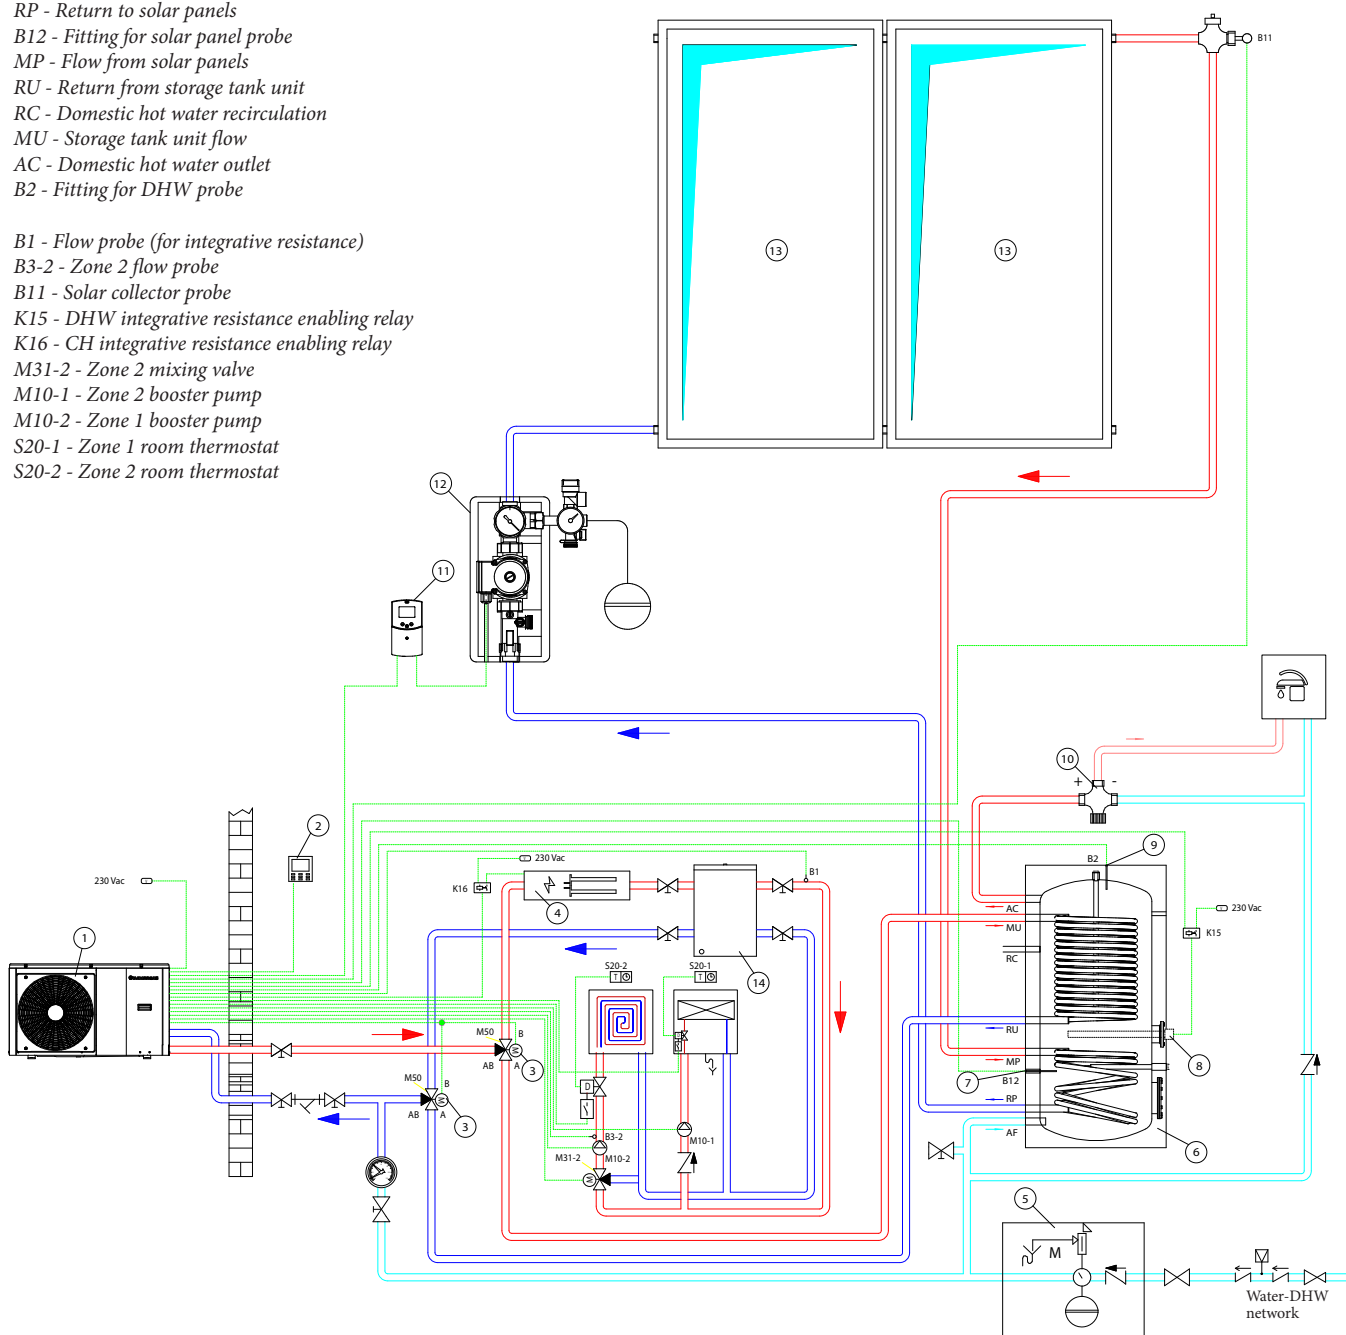 RP - Return to solar panels
B12 - Fitting for solar panel probe
MP - Flow from solar panels
RU - Return from storage tank unit
RC - Domestic hot water recirculation
MU - Storage tank unit flow
AC - Domestic hot water outlet
B2 - Fitting for DHW probe
B1 - Flow probe (for integrative resistance)
B3-2 - Zone 2 flow probe
B11 - Solar collector probe
K15 - DHW integrative resistance enabling relay
K16 - CH integrative resistance enabling relay
M31-2 - Zone 2 mixing valve
M10-1 - Zone 2 booster pump
M10-2 - Zone 1 booster pump
S20-1 - Zone 1 room thermostat
S20-2 - Zone 2 room thermostat
B11
13
13
12
11
10
+ -
2
9
B2
230 Vac
B1
K16
4
230 Vac
AC
MU
230 Vac
K15
RC
1
S20-2
S20-1
T
T
14
M50
B
M
AB
A
3
RU
8
MP
7
B12
RP
M50
B
M
AB
A
3
D
AF
B3-2
M10-1
M10-2
M31-2
M
6
5
M
Water-DHW
network